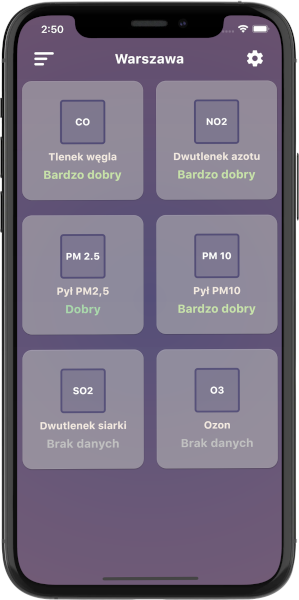 2:50
Warszawa
CO
NO2
Tlenek węgla
Dwutlenek azotu
Bardzo dobry
Bardzo dobry
PM 2.5
PM 10
Pył PM2,5
Pył PM10
Dobry
Bardzo dobry
SO2
O3
Dwutlenek siarki
Ozon
Brak danych
Brak danych